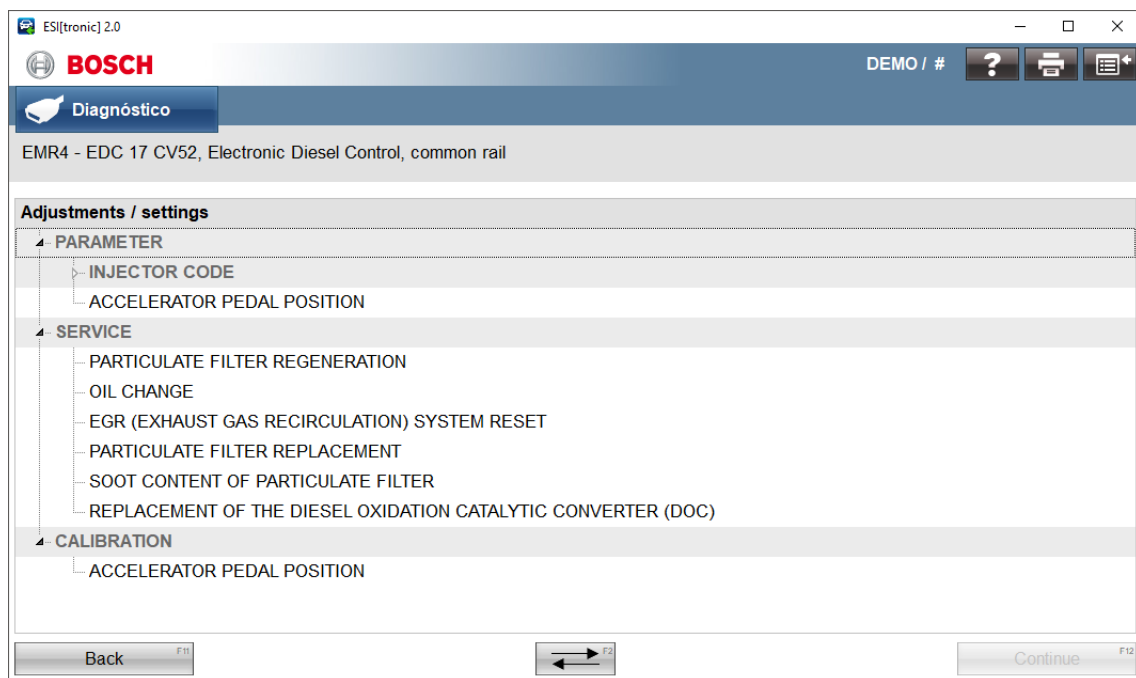 ESI[tronic] 2.0
BOSCH
DEMO / #
?
Diagnóstico
EMR4 - EDC 17 CV52, Electronic Diesel Control, common rail
Adjustments / settings
PARAMETER
INJECTOR CODE
ACCELERATOR PEDAL POSITION
SERVICE
PARTICULATE FILTER REGENERATION
OIL CHANGE
EGR (EXHAUST GAS RECIRCULATION) SYSTEM RESET
PARTICULATE FILTER REPLACEMENT
SOOT CONTENT OF PARTICULATE FILTER
REPLACEMENT OF THE DIESEL OXIDATION CATALYTIC CONVERTER (DOC)
CALIBRATION
ACCELERATOR PEDAL POSITION
Back F11
F2
Continue F12